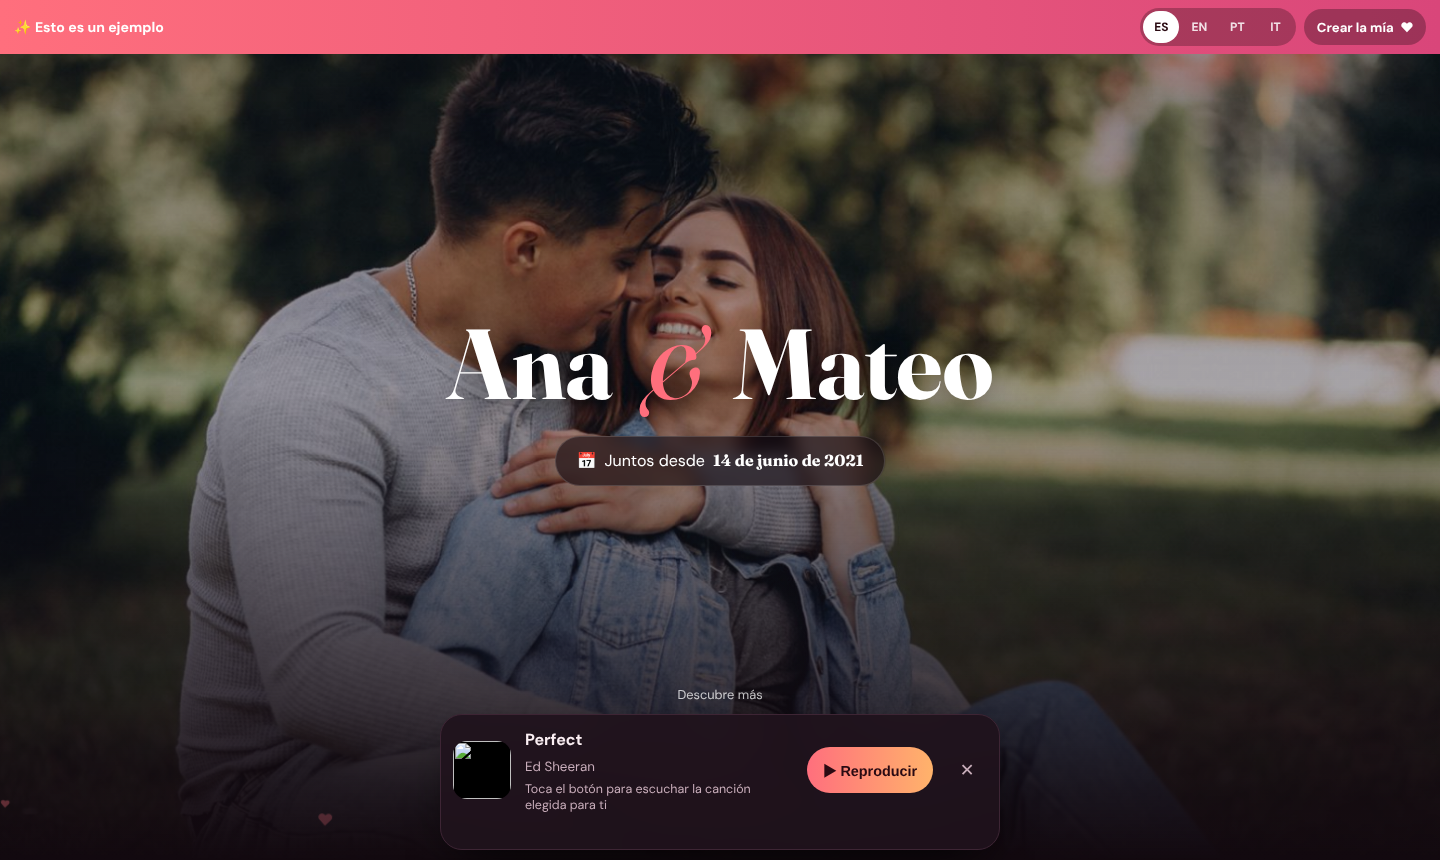 ✨ Esto es un ejemplo
ES EN PT IT
Crear la mía ♥
Ana & Mateo
📅 Juntos desde 14 de junio de 2021
Descubre más
Perfect
Ed Sheeran
Toca el botón para escuchar la canción
elegida para ti
▶ Reproducir
✕